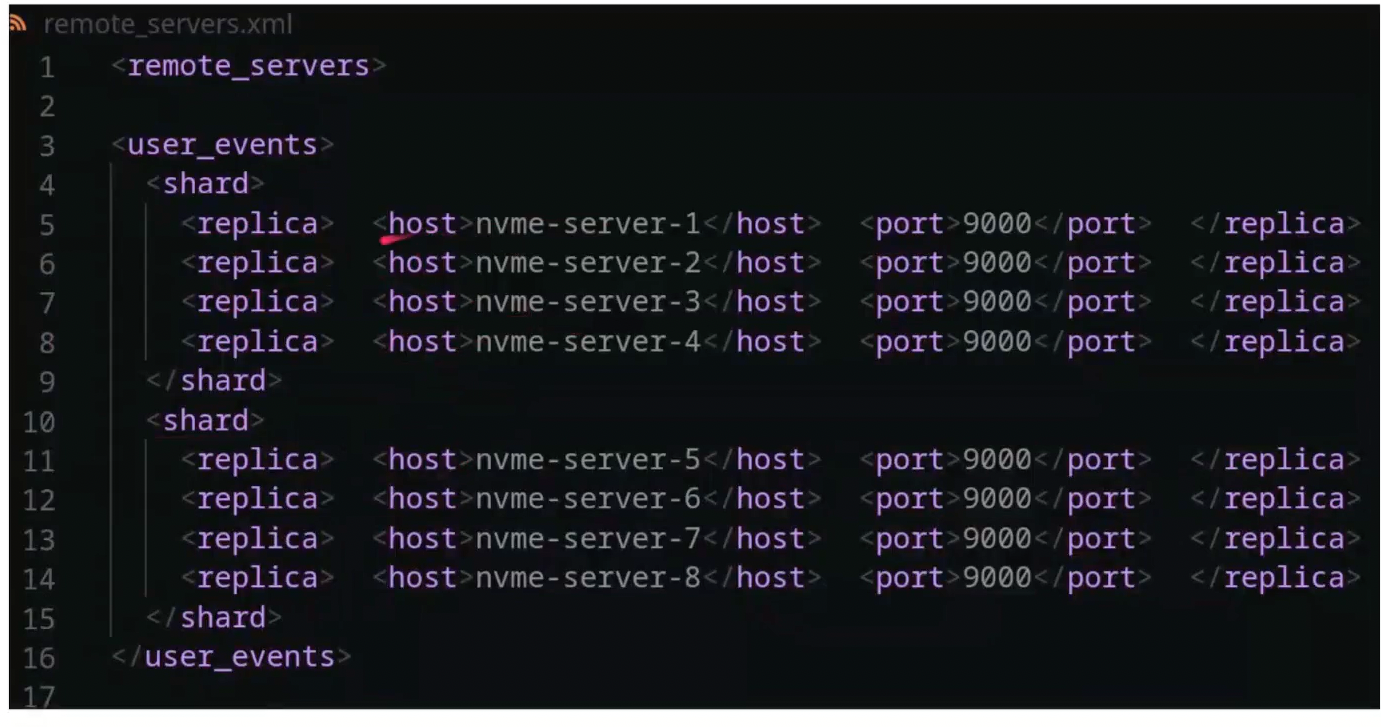 remote_servers.xml
1 <remote_servers>
2
3 <user_events>
4 <shard>
5 <replica> <host>nvme-server-1</host> <port>9000</port> </replica>
6 <replica> <host>nvme-server-2</host> <port>9000</port> </replica>
7 <replica> <host>nvme-server-3</host> <port>9000</port> </replica>
8 <replica> <host>nvme-server-4</host> <port>9000</port> </replica>
9 </shard>
10 <shard>
11 <replica> <host>nvme-server-5</host> <port>9000</port> </replica>
12 <replica> <host>nvme-server-6</host> <port>9000</port> </replica>
13 <replica> <host>nvme-server-7</host> <port>9000</port> </replica>
14 <replica> <host>nvme-server-8</host> <port>9000</port> </replica>
15 </shard>
16 </user_events>
17